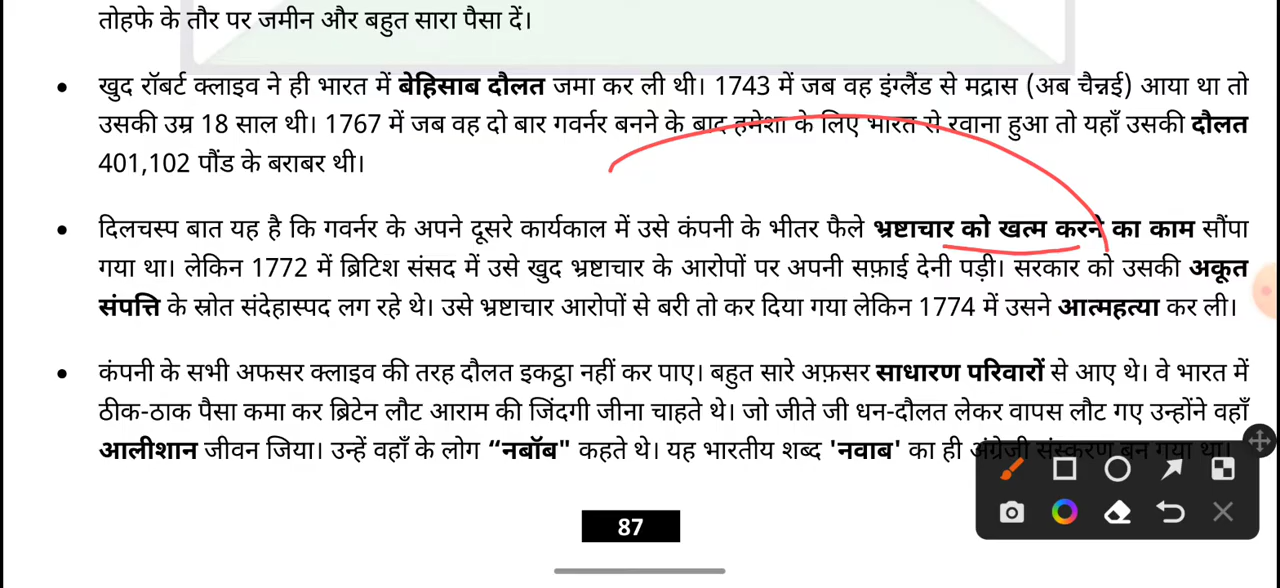 तोहफे के तौर पर जमीन और बहुत सारा पैसा दें।
• खुद रॉबर्ट क्लाइव ने ही भारत में बेहिसाब दौलत जमा कर ली थी। 1743 में जब वह इंग्लैंड से मद्रास (अब चैन्नई) आया था तो
उसकी उम्र 18 साल थी। 1767 में जब वह दो बार गवर्नर बनने के बाद हमेशा के लिए भारत से रवाना हुआ तो यहाँ उसकी दौलत
401,102 पौंड के बराबर थी।
• दिलचस्प बात यह है कि गवर्नर के अपने दूसरे कार्यकाल में उसे कंपनी के भीतर फैले भ्रष्टाचार को खत्म करने का काम सौंपा
गया था। लेकिन 1772 में ब्रिटिश संसद में उसे खुद भ्रष्टाचार के आरोपों पर अपनी सफ़ाई देनी पड़ी। सरकार को उसकी अकूत
संपत्ति के स्रोत संदेहास्पद लग रहे थे। उसे भ्रष्टाचार आरोपों से बरी तो कर दिया गया लेकिन 1774 में उसने आत्महत्या कर ली।
• कंपनी के सभी अफसर क्लाइव की तरह दौलत इकट्ठा नहीं कर पाए। बहुत सारे अफ़सर साधारण परिवारों से आए थे। वे भारत में
ठीक-ठाक पैसा कमा कर ब्रिटेन लौट आराम की जिंदगी जीना चाहते थे। जो जीते जी धन-दौलत लेकर वापस लौट गए उन्होंने वहाँ
आलीशान जीवन जिया। उन्हें वहाँ के लोग “नबॉब" कहते थे। यह भारतीय शब्द 'नवाब' का ही अंग्रेजी संस्करण बन गया था।
87